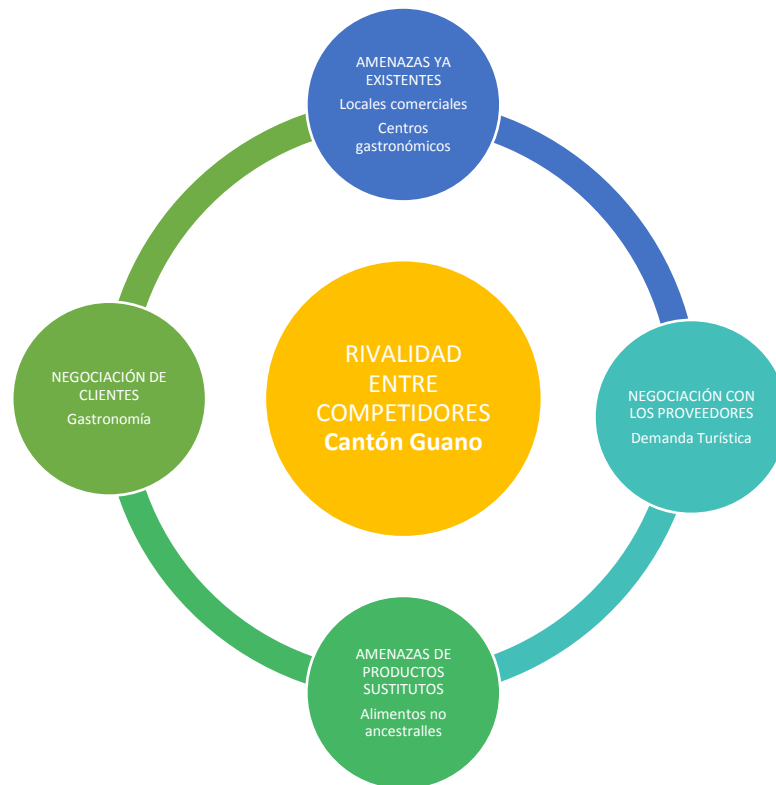 AMENAZAS YA
EXISTENTES
Locales comerciales
Centros
gastronómicos
RIVALIDAD
ENTRE
COMPETIDORES
Cantón Guano
NEGOCIACIÓN CON
LOS PROVEEDORES
Demanda Turística
AMENAZAS DE
PRODUCTOS
SUSTITUTOS
Alimentos no
ancestralles
NEGOCIACIÓN DE
CLIENTES
Gastronomía